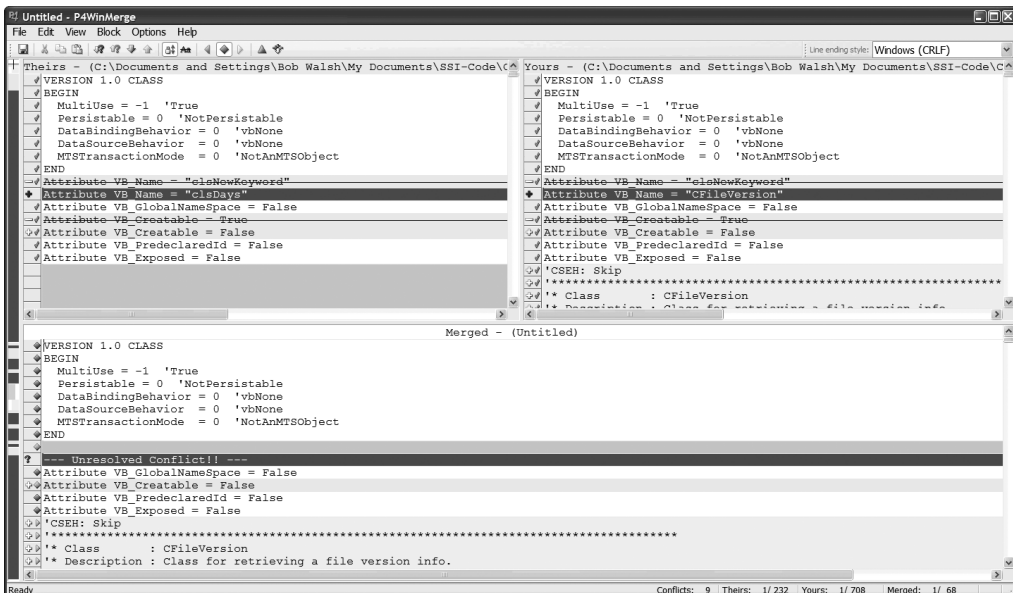 Untitled - P4WinMerge
File Edit View Block Options Help
Line ending style: Windows (CRLF)
Theirs - (C:\Documents and Settings\Bob Walsh\My Documents\SSI-Code\C
VERSION 1.0 CLASS
BEGIN
MultiUse = -1 'True
Persistable = 0 'NotPersistable
DataBindingBehavior = 0 'vbNone
DataSourceBehavior = 0 'vbNone
MTSTransactionMode = 0 'NotAnMTSObject
END
Attribute VB_Name = "clsNewKeyword"
Attribute VB_Name = "clsDays"
Attribute VB_GlobalNameSpace = False
Attribute VB_Creatable = True
Attribute VB_Creatable = False
Attribute VB_PredeclaredId = False
Attribute VB_Exposed = False
Yours - (C:\Documents and Settings\Bob Walsh\My Documents\SSI-Code\C
VERSION 1.0 CLASS
BEGIN
MultiUse = -1 'True
Persistable = 0 'NotPersistable
DataBindingBehavior = 0 'vbNone
DataSourceBehavior = 0 'vbNone
MTSTransactionMode = 0 'NotAnMTSObject
END
Attribute VB_Name = "clsNewKeyword"
Attribute VB_Name = "CFileVersion"
Attribute VB_GlobalNameSpace = False
Attribute VB_Creatable = True
Attribute VB_Creatable = False
Attribute VB_PredeclaredId = False
Attribute VB_Exposed = False
'CSEH: Skip
'*******************************************************************
'* Class : CFileVersion
'* Description : Class for retrieving a file version info
Merged - (Untitled)
VERSION 1.0 CLASS
BEGIN
MultiUse = -1 'True
Persistable = 0 'NotPersistable
DataBindingBehavior = 0 'vbNone
DataSourceBehavior = 0 'vbNone
MTSTransactionMode = 0 'NotAnMTSObject
END
--- Unresolved Conflict!! ---
Attribute VB_GlobalNameSpace = False
Attribute VB_Creatable = False
Attribute VB_PredeclaredId = False
Attribute VB_Exposed = False
'CSEH: Skip
'***************************************************************************************
'* Class : CFileVersion
'* Description : Class for retrieving a file version info.
Ready
Conflicts: 9 Theirs: 1/ 232 Yours: 1/ 708 Merged: 1/ 68